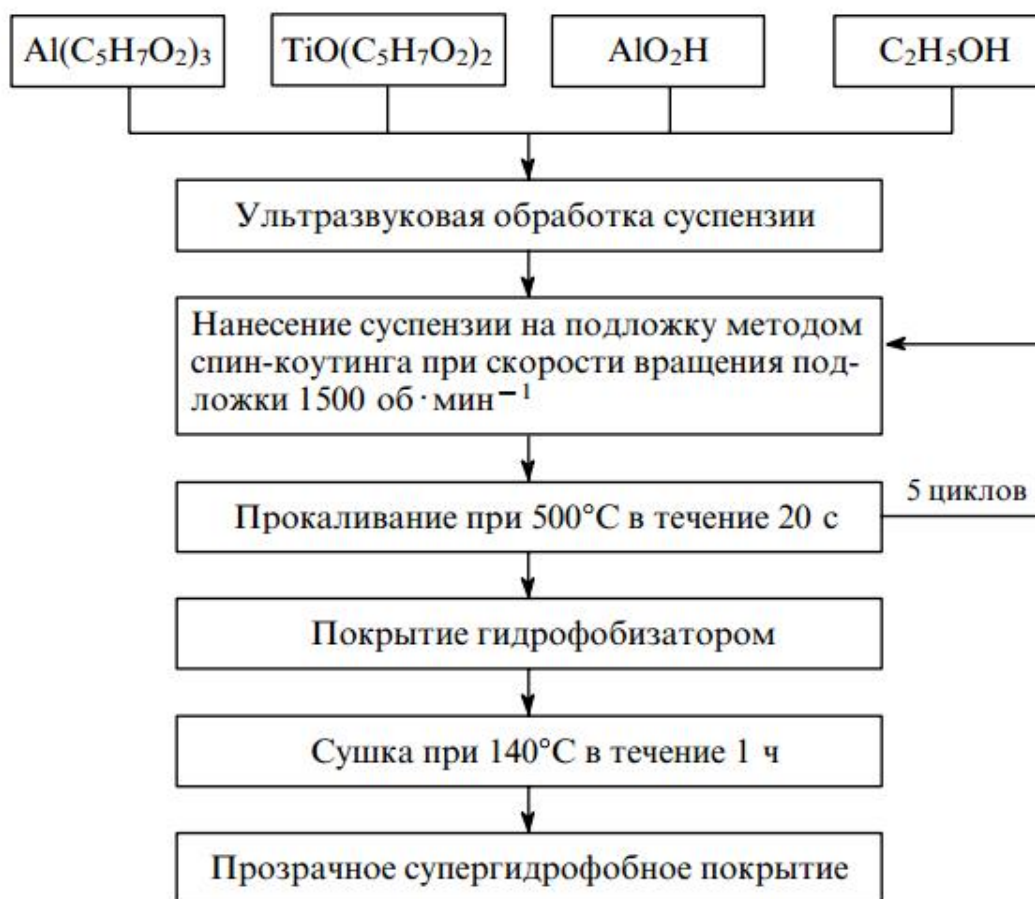 Al(C₅H₇O₂)₃
TiO(C₅H₇O₂)₂
AlO₂H
C₂H₅OH
Ультразвуковая обработка суспензии
Нанесение суспензии на подложку методом
спин-коутинга при скорости вращения под-
ложки 1500 об·мин⁻¹
5 циклов
Прокаливание при 500°C в течение 20 с
Покрытие гидрофобизатором
Сушка при 140°C в течение 1 ч
Прозрачное супергидрофобное покрытие